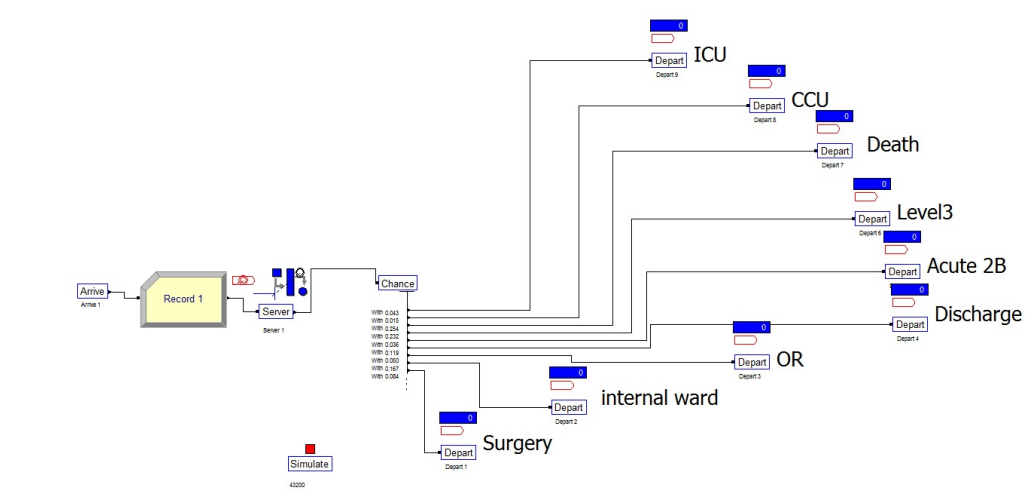 0
ICU
Depart
Depart 9
0
CCU
Depart
Depart 8
0
Death
Depart
Depart 7
0
Level3
Depart
Depart 6
0
Acute 2B
Depart
0
Discharge
Depart
Depart 4
Arrive
Arrive 1
Record 1
Server
Server 1
Chance
With 0.043
With 0.015
With 0.254
With 0.232
With 0.036
With 0.119
With 0.050
With 0.167
With 0.084
0
OR
Depart
Depart 3
0
internal ward
Depart
Depart 2
0
Surgery
Depart
Depart 1
Simulate
43200